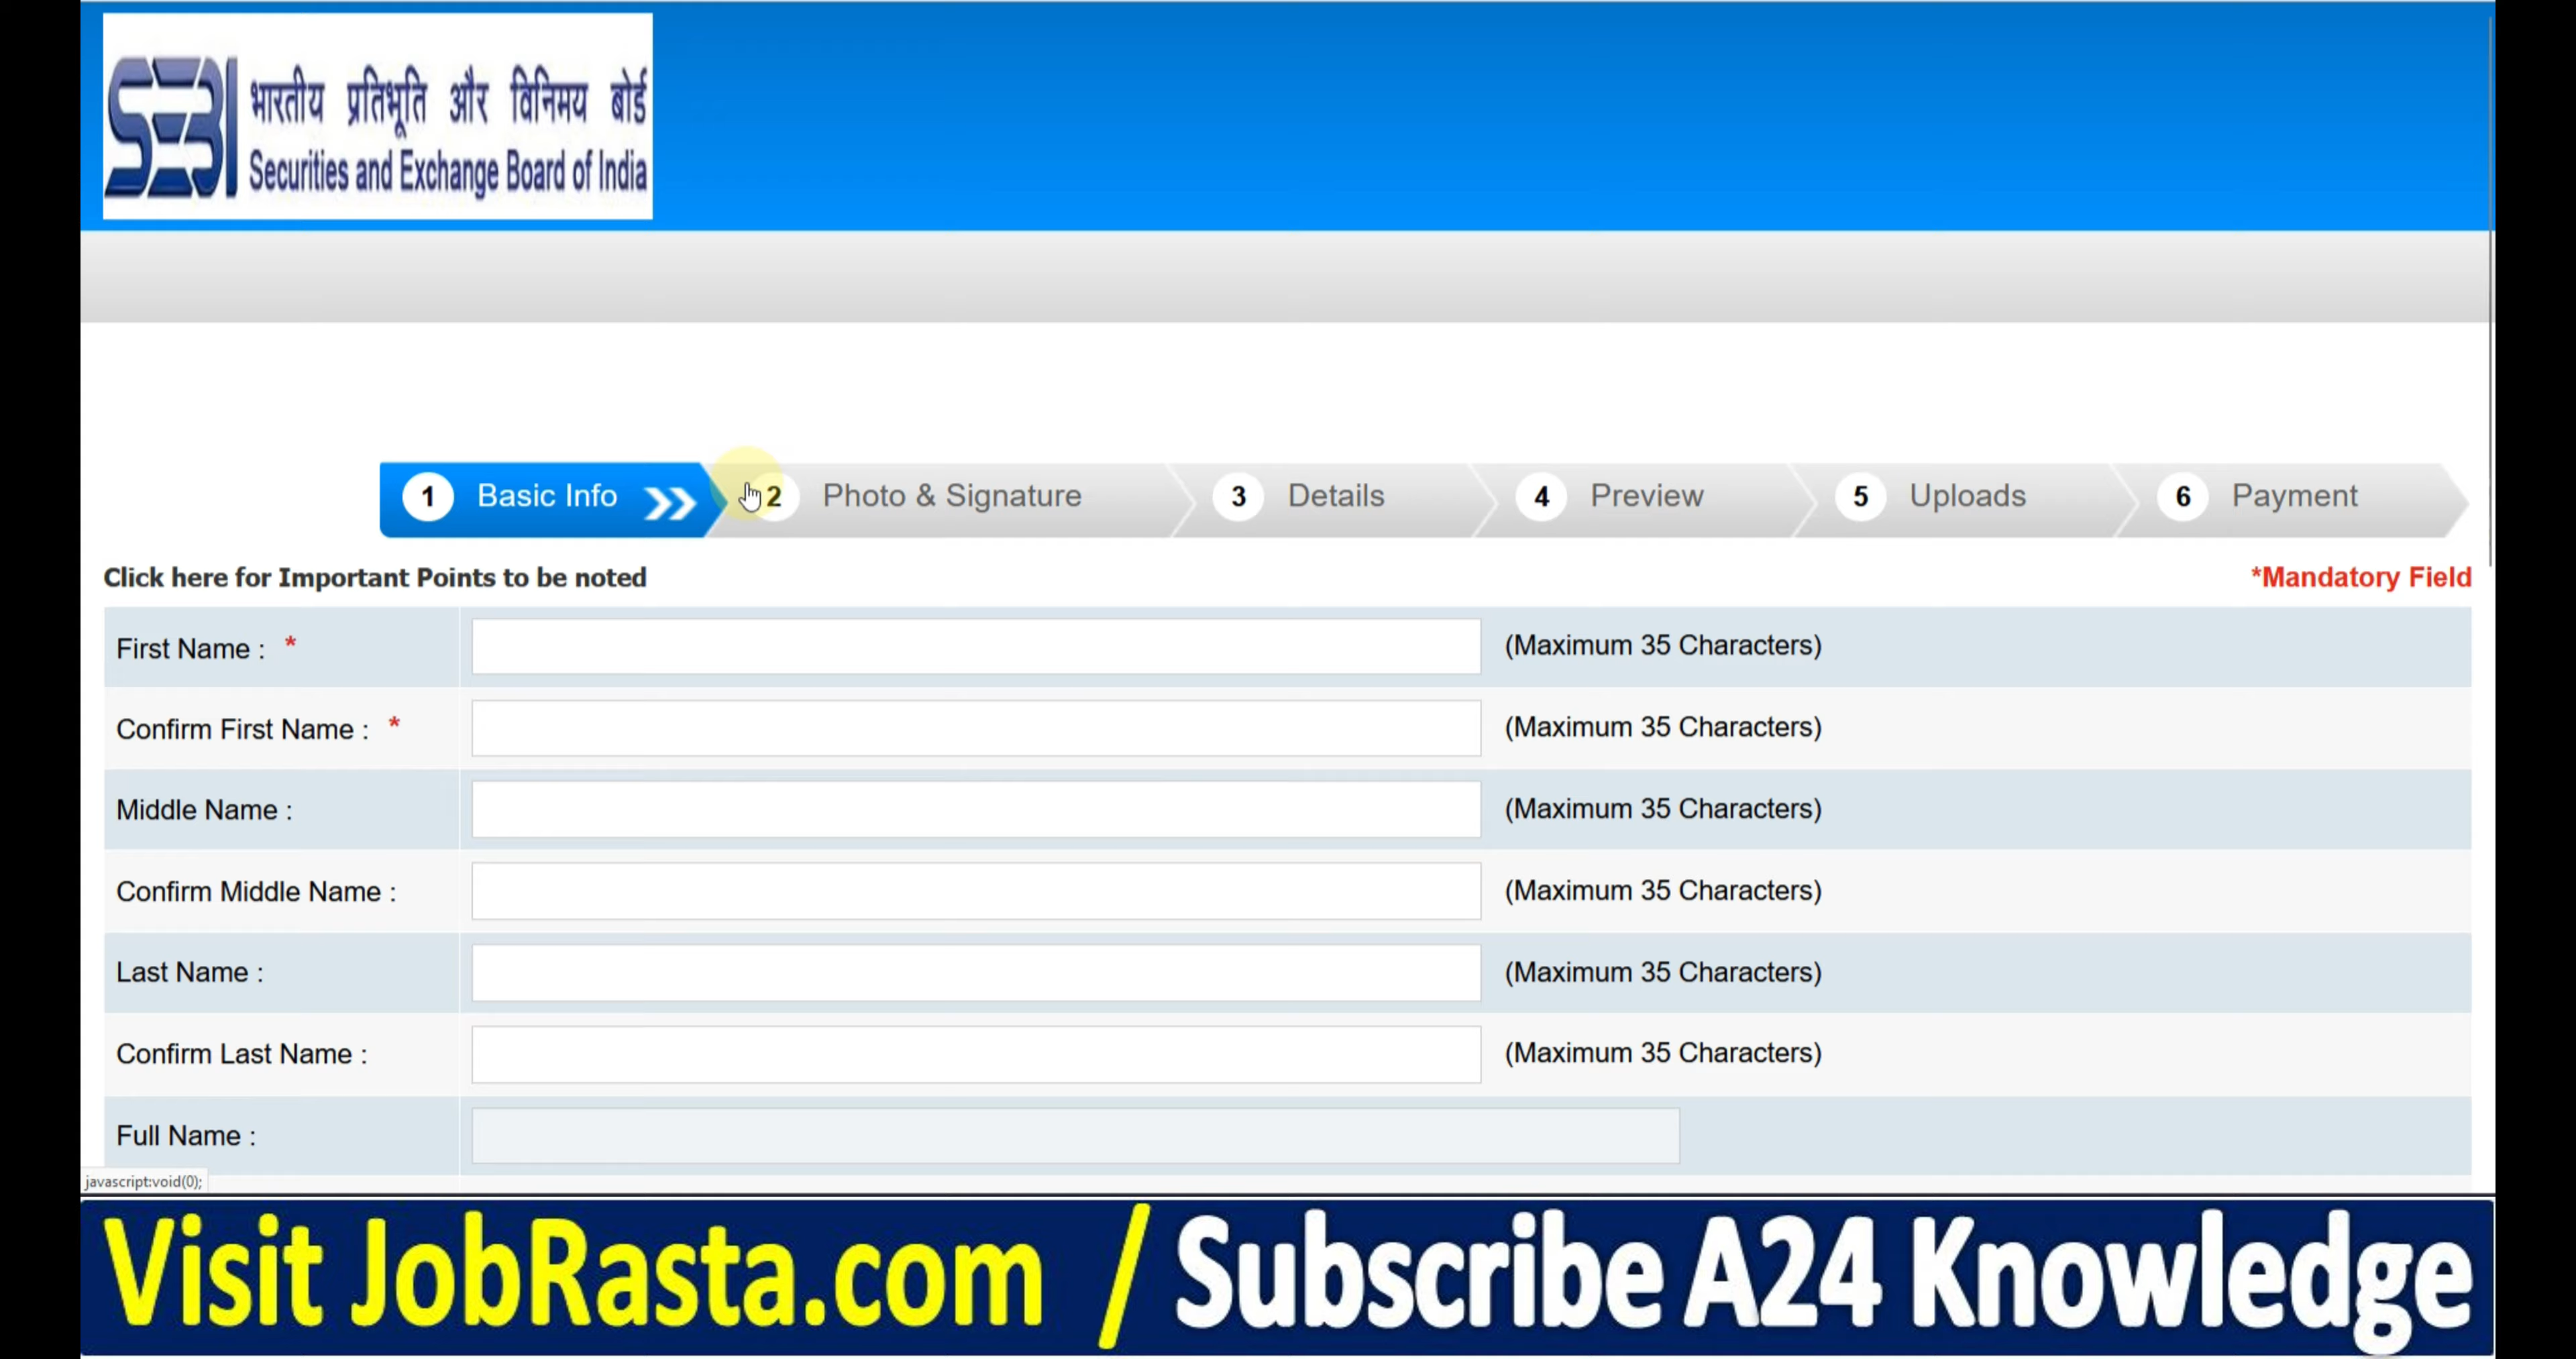 SEBI
भारतीय प्रतिभूति और विनिमय बोर्ड
Securities and Exchange Board of India
1 Basic Info
2 Photo & Signature
3 Details
4 Preview
5 Uploads
6 Payment
Click here for Important Points to be noted
*Mandatory Field
First Name : * (Maximum 35 Characters)
Confirm First Name : * (Maximum 35 Characters)
Middle Name : (Maximum 35 Characters)
Confirm Middle Name : (Maximum 35 Characters)
Last Name : (Maximum 35 Characters)
Confirm Last Name : (Maximum 35 Characters)
Full Name :
javascript:void(0);
Visit JobRasta.com / Subscribe A24 Knowledge